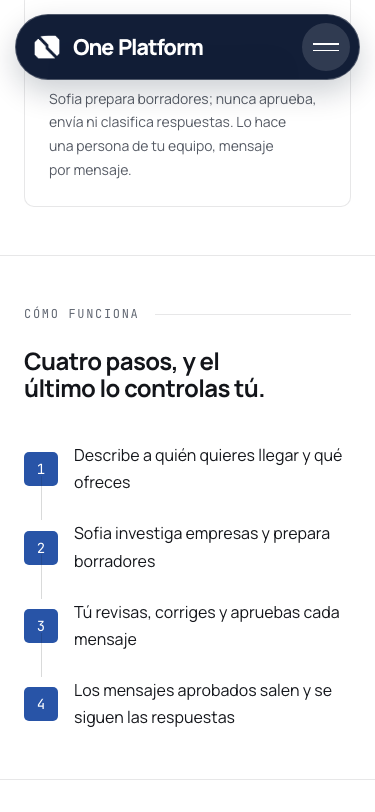 One Platform
Sofia prepara borradores; nunca aprueba,
envía ni clasifica respuestas. Lo hace
una persona de tu equipo, mensaje
por mensaje.
CÓMO FUNCIONA
Cuatro pasos, y el
último lo controlas tú.
1
Describe a quién quieres llegar y qué
ofreces
2
Sofia investiga empresas y prepara
borradores
3
Tú revisas, corriges y apruebas cada
mensaje
4
Los mensajes aprobados salen y se
siguen las respuestas